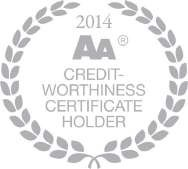 2014
AA®
CREDIT-
WORTHINESS
CERTIFICATE
HOLDER